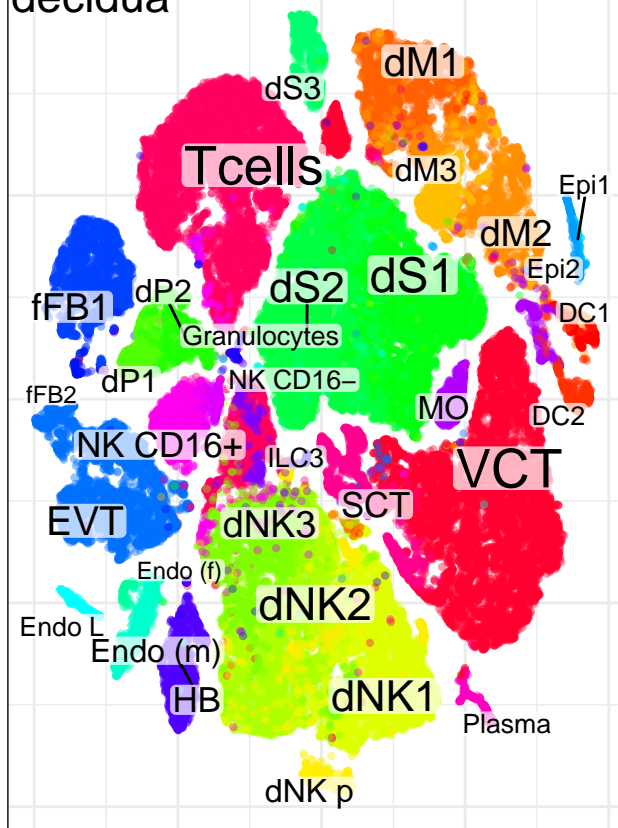 decidua
dM1
dS3
Tcells
dM3
Epi1
dM2
dS2
dS1
Epi2
fFB1
dP2
DC1
Granulocytes
dP1
NK CD16–
fFB2
MO
DC2
NK CD16+
ILC3
VCT
SCT
EVT
dNK3
Endo (f)
dNK2
Endo L
Endo (m)
HB
dNK1
Plasma
dNK p